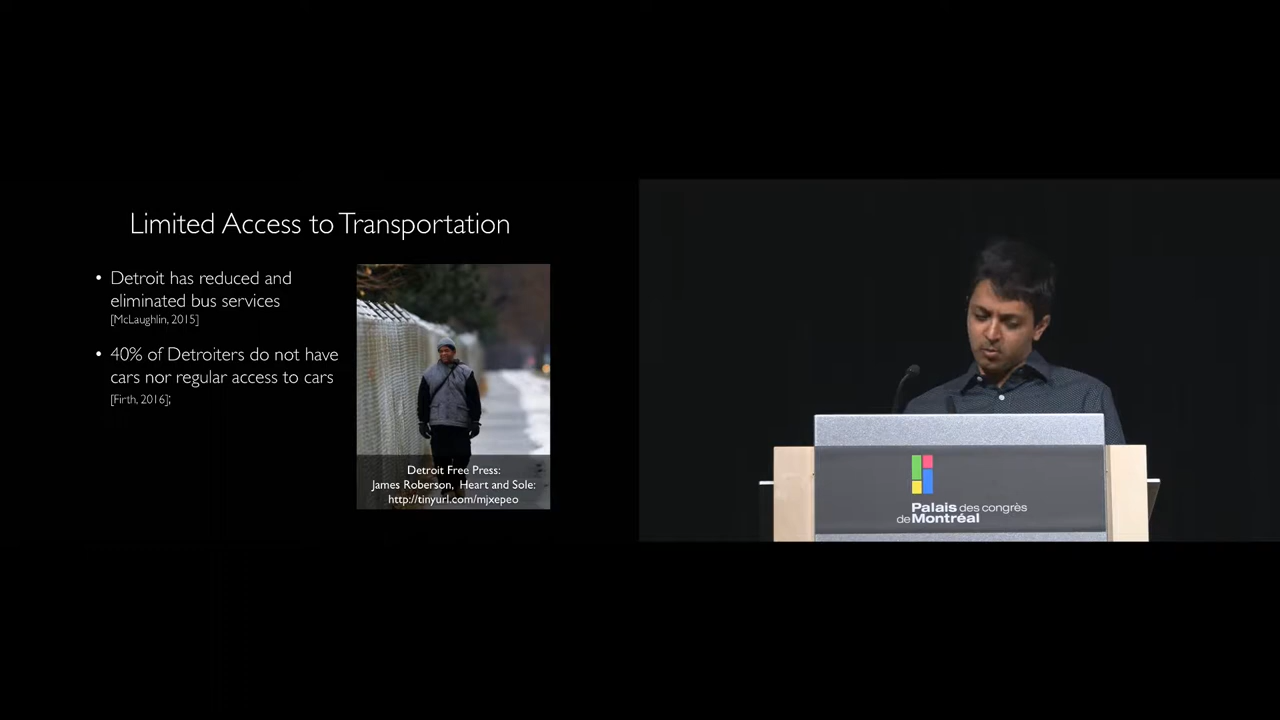 Limited Access to Transportation
• Detroit has reduced and
eliminated bus services
[McLaughlin, 2015]
• 40% of Detroiters do not have
cars nor regular access to cars
[Firth, 2016];
Detroit Free Press:
James Roberson, Heart and Sole:
http://tinyurl.com/mjxepeo
Palais des congrès
de Montréal